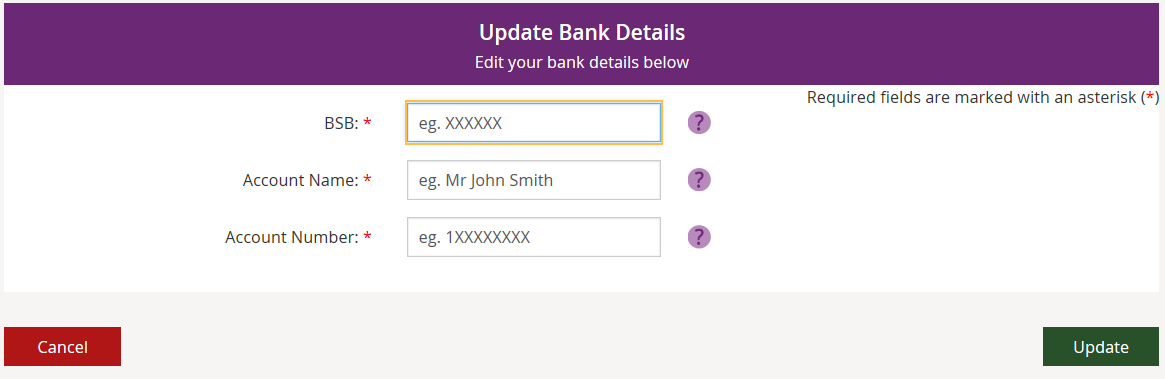 Update Bank Details
Edit your bank details below
Required fields are marked with an asterisk (*)
BSB: * eg. XXXXXX ?
Account Name: * eg. Mr John Smith ?
Account Number: * eg. 1XXXXXXXX ?
Cancel Update